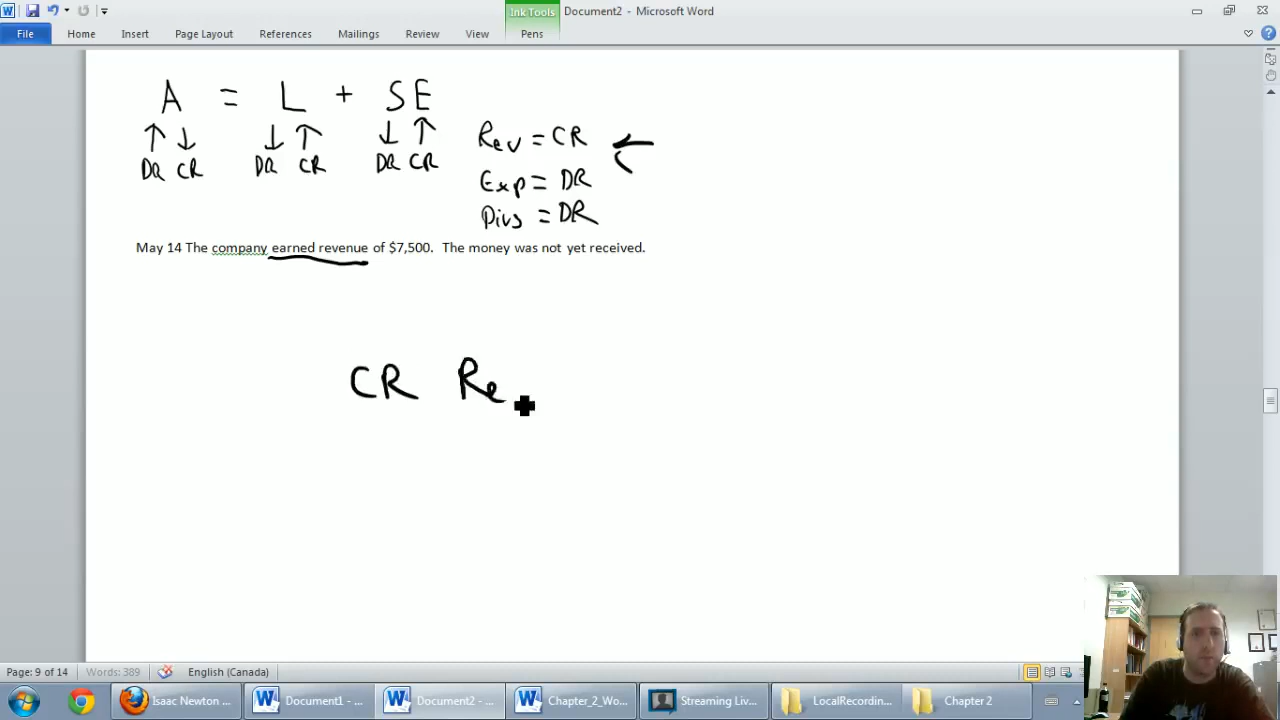 Ink Tools Document2 - Microsoft Word
File Home Insert Page Layout References Mailings Review View Pens
A = L + SE
DR CR DR CR DR CR
Rev = CR
Exp = DR
Divs = DR
May 14 The company earned revenue of $7,500. The money was not yet received.
CR Re
Page: 9 of 14 Words: 389 English (Canada)
Isaac Newton ... Document1 - ... Document2 - ... Chapter_2_Wo... Streaming Liv... LocalRecordin... Chapter 2